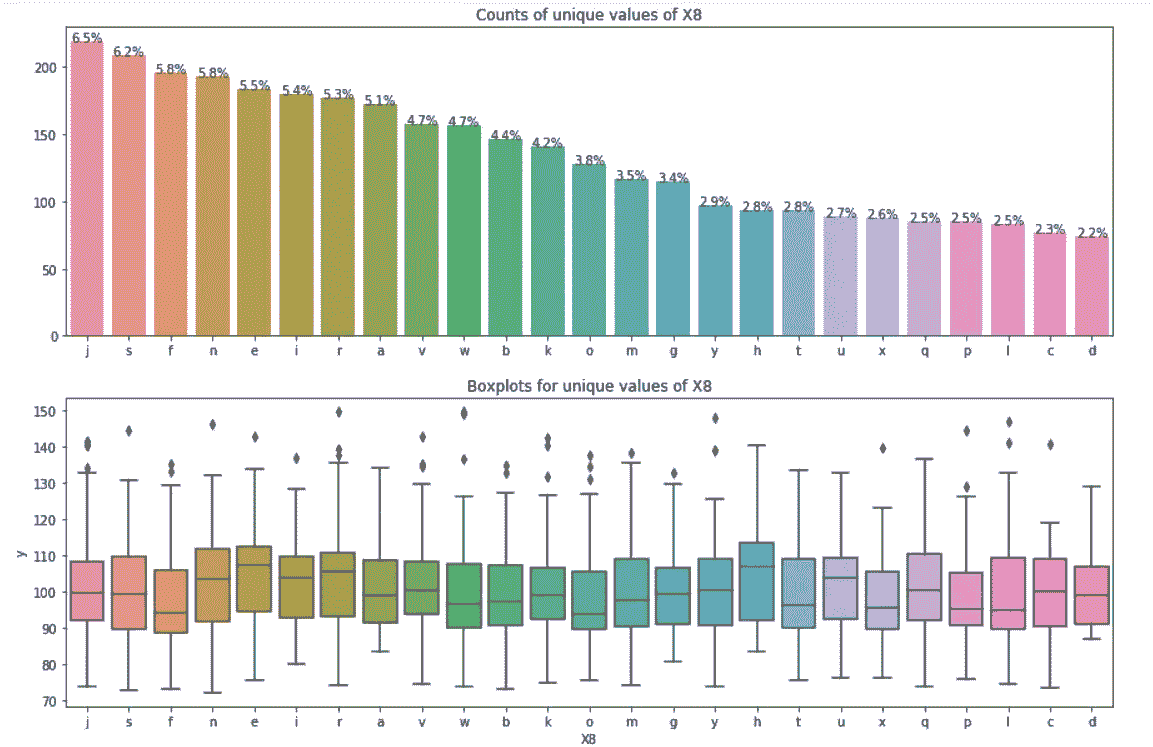 Counts of unique values of X8
6.5% 6.2% 5.8% 5.8% 5.5% 5.4% 5.3% 5.1% 4.7% 4.7% 4.4% 4.2% 3.8% 3.5% 3.4% 2.9% 2.8% 2.8% 2.7% 2.6% 2.5% 2.5% 2.5% 2.3% 2.2%
200
150
100
50
0
j s f n e i r a v w b k o m g y h t u x q p l c d
Boxplots for unique values of X8
150
140
130
120
110
100
90
80
70
y
j s f n e i r a v w b k o m g y h t u x q p l c d
X8